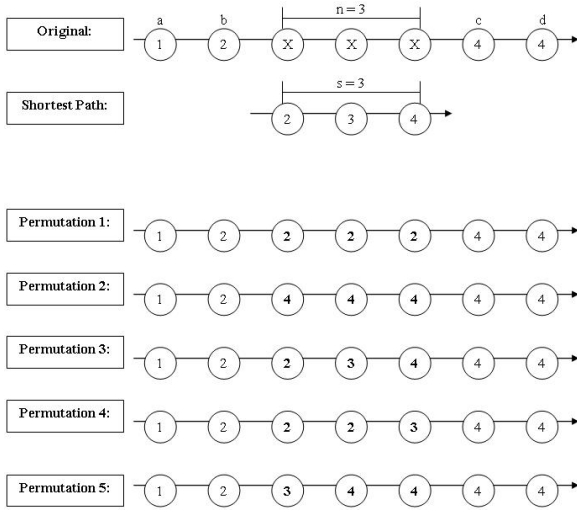 n = 3
a b c d
Original: 1 2 X X X 4 4
s = 3
Shortest Path: 2 3 4
Permutation 1: 1 2 2 2 2 4 4
Permutation 2: 1 2 4 4 4 4 4
Permutation 3: 1 2 2 3 4 4 4
Permutation 4: 1 2 2 2 3 4 4
Permutation 5: 1 2 3 4 4 4 4